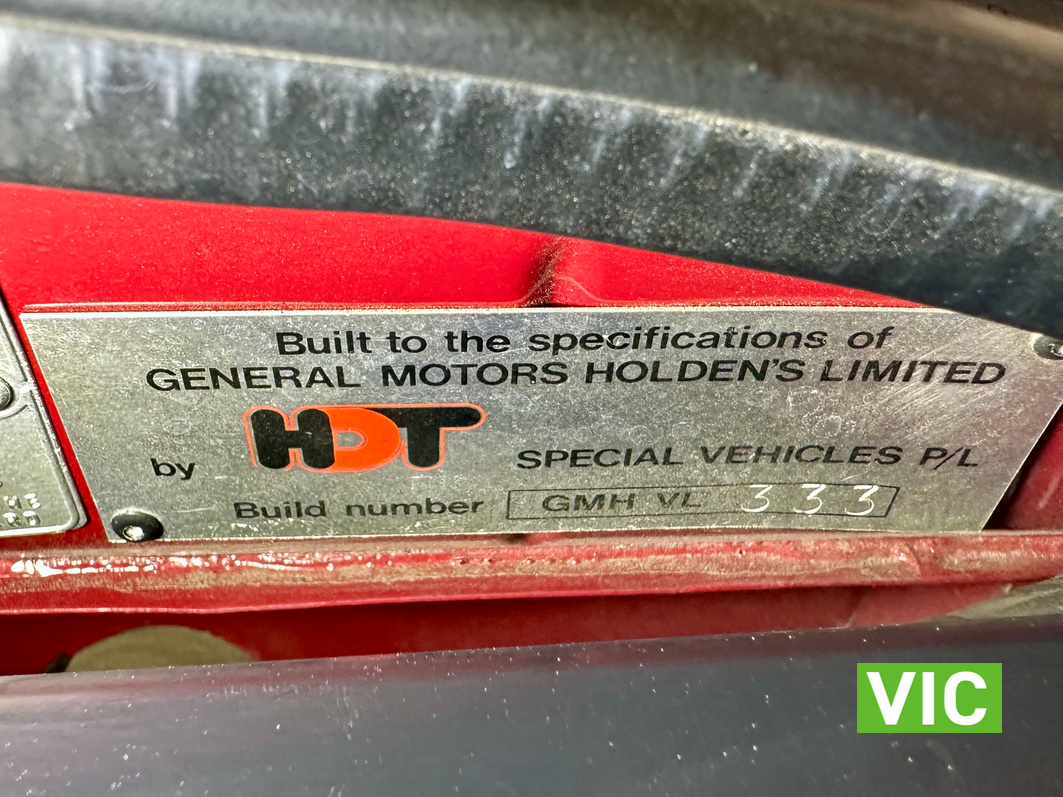 Built to the specifications of
GENERAL MOTORS HOLDEN'S LIMITED
by HDT SPECIAL VEHICLES P/L
Build number GMH VL 333
VIC